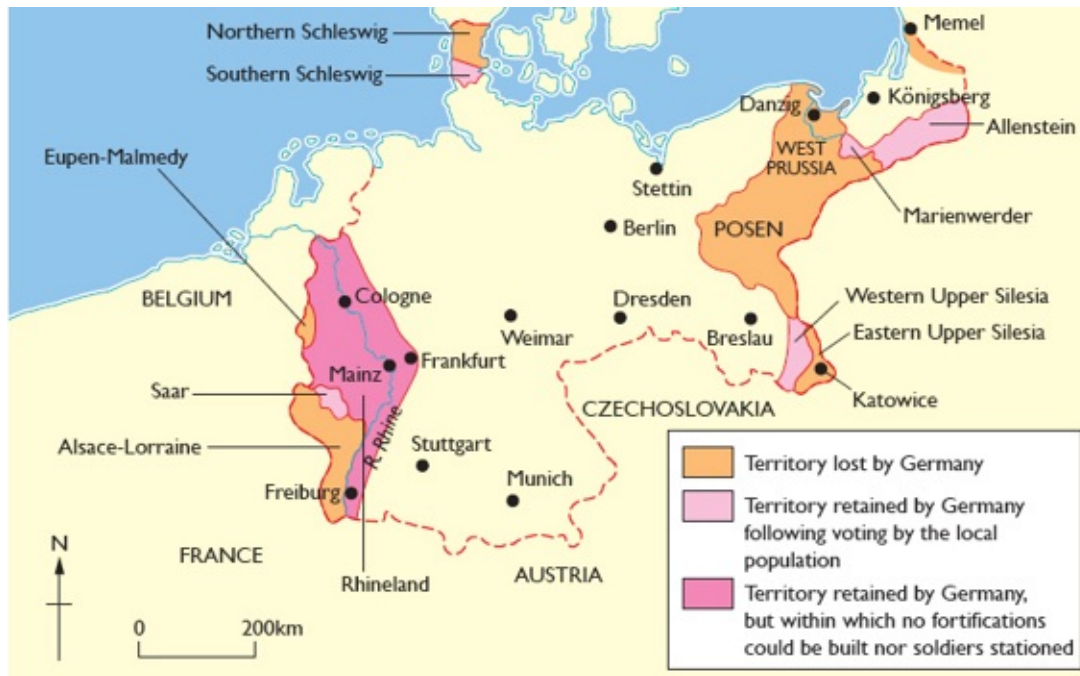 Northern Schleswig
Southern Schleswig
Memel
Danzig
Königsberg
Allenstein
WEST
PRUSSIA
Eupen-Malmedy
Stettin
Marienwerder
Berlin
POSEN
BELGIUM
Cologne
Dresden
Western Upper Silesia
Weimar
Breslau
Eastern Upper Silesia
Frankfurt
Mainz
Saar
Katowice
CZECHOSLOVAKIA
Alsace-Lorraine
R. Rhine
Stuttgart
Freiburg
Munich
FRANCE
Rhineland
AUSTRIA
N
0 200km
Territory lost by Germany
Territory retained by Germany
following voting by the local
population
Territory retained by Germany,
but within which no fortifications
could be built nor soldiers stationed